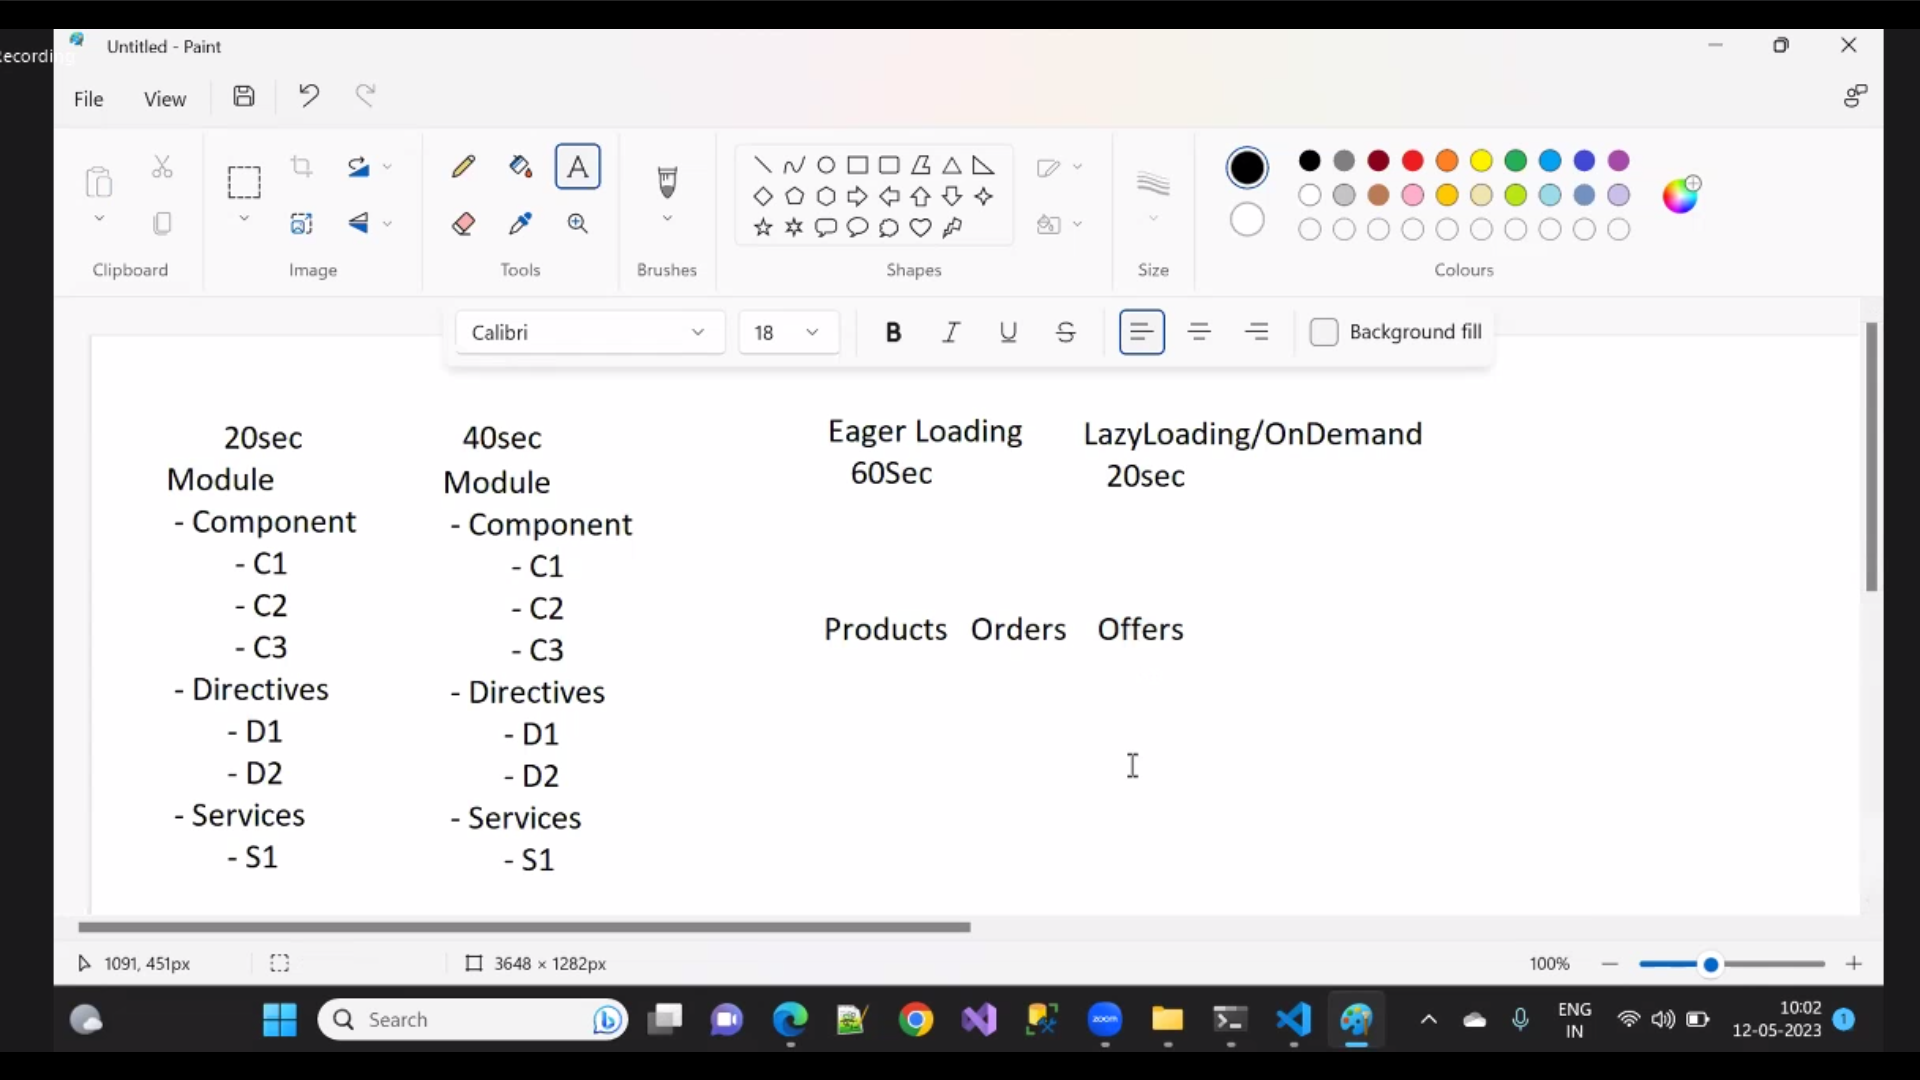 Recording
Untitled - Paint
File
View
Clipboard
Image
Tools
Brushes
Shapes
Size
Colours
Calibri
18
B
I
U
S
Background fill
20sec
Module
- Component
- C1
- C2
- C3
- Directives
- D1
- D2
- Services
- S1
40sec
Module
- Component
- C1
- C2
- C3
- Directives
- D1
- D2
- Services
- S1
Eager Loading
60Sec
LazyLoading/OnDemand
20sec
Products Orders Offers
1091, 451px
3648 × 1282px
100%
Search
zoom
ENG
IN
10:02
12-05-2023
1